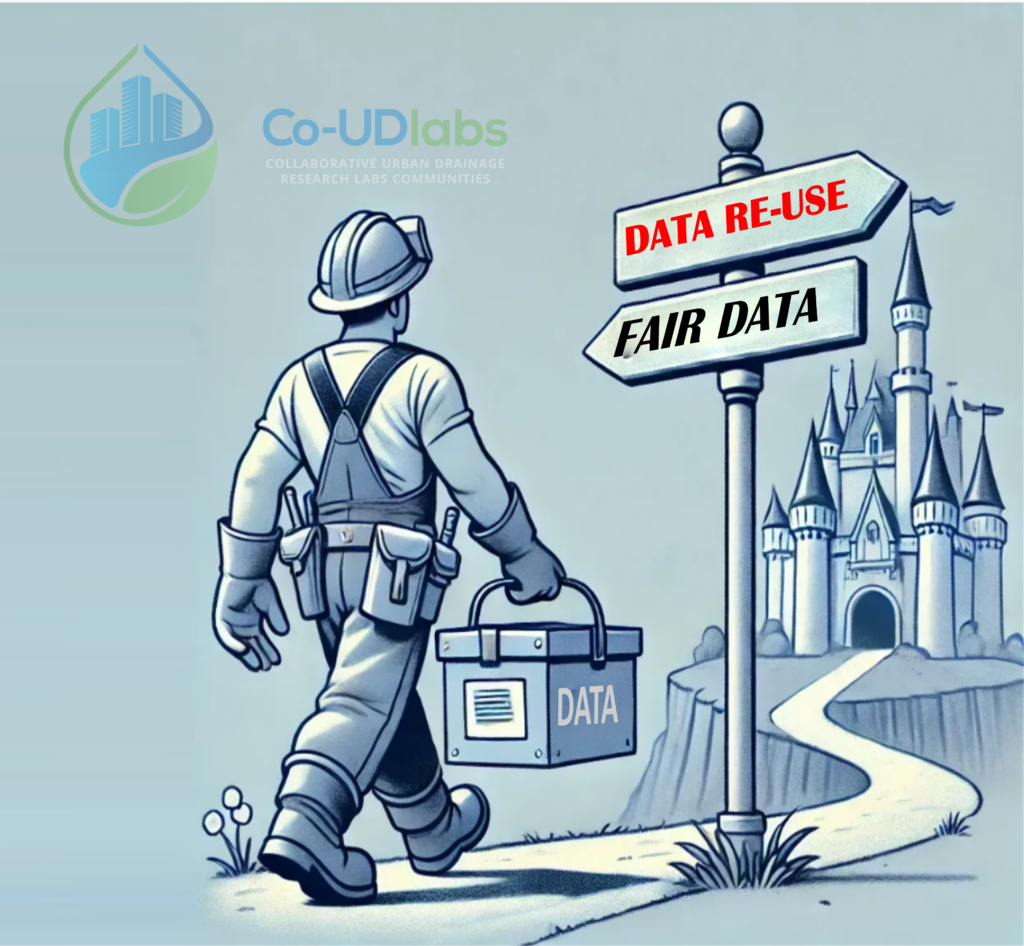 Co-UDlabs
COLLABORATIVE URBAN DRAINAGE
RESEARCH LABS COMMUNITIES
DATA RE-USE
FAIR DATA
DATA